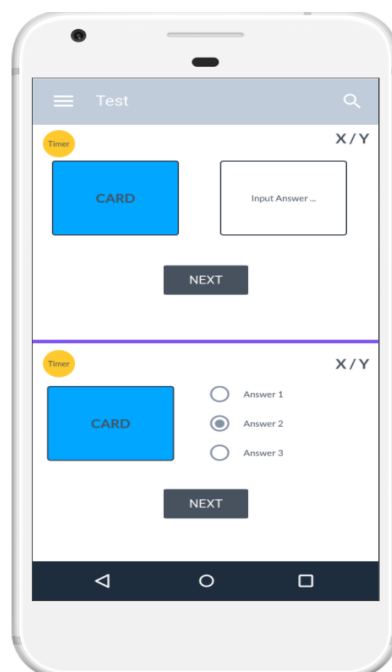 Test
Timer
X / Y
CARD
Input Answer ...
NEXT
Timer
X / Y
CARD
Answer 1
Answer 2
Answer 3
NEXT